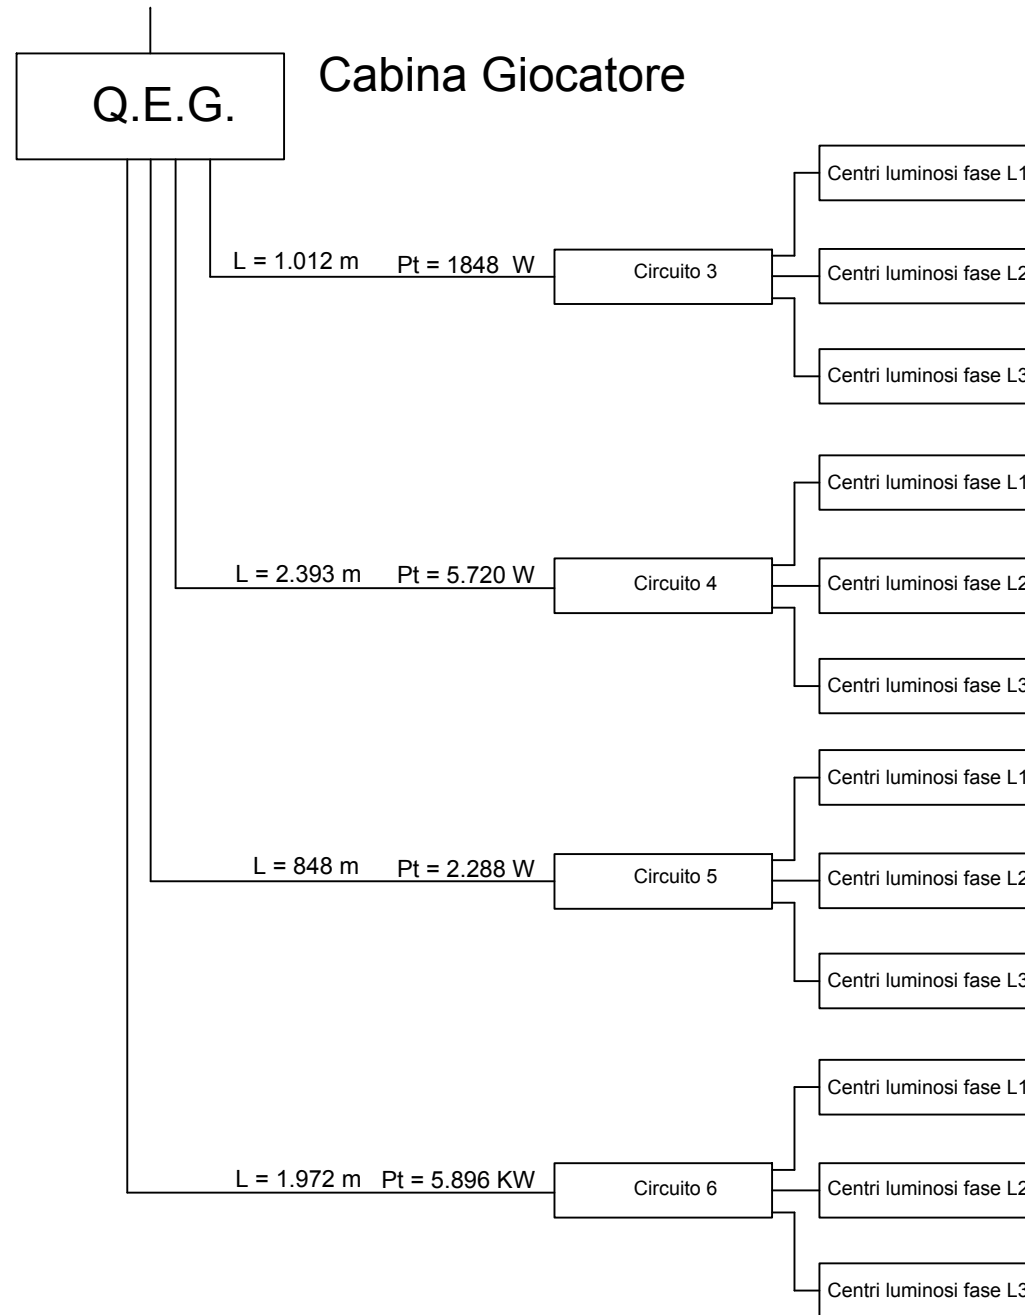 Q.E.G.
Cabina Giocatore
Centri luminosi fase L1
L = 1.012 m Pt = 1848 W
Circuito 3
Centri luminosi fase L2
Centri luminosi fase L3
Centri luminosi fase L1
L = 2.393 m Pt = 5.720 W
Circuito 4
Centri luminosi fase L2
Centri luminosi fase L3
Centri luminosi fase L1
L = 848 m Pt = 2.288 W
Circuito 5
Centri luminosi fase L2
Centri luminosi fase L3
Centri luminosi fase L1
L = 1.972 m Pt = 5.896 KW
Circuito 6
Centri luminosi fase L2
Centri luminosi fase L3